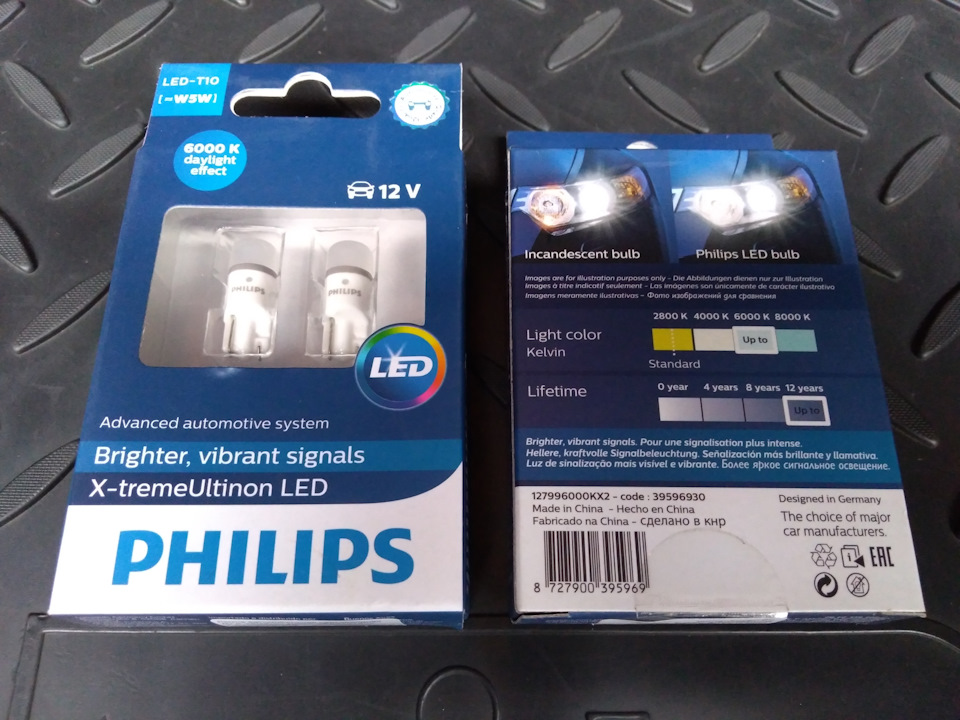 LED-T10
[~W5W]
6000 K
daylight
effect
12 V
PHILIPS
PHILIPS
LED
Advanced automotive system
Brighter, vibrant signals
X-tremeUltinon LED
PHILIPS
Incandescent bulb
Philips LED bulb
Images are for illustration purposes only - Die Abbildungen dienen nur zur Illustration
Images à titre indicatif seulement - Las imágenes son únicamente de carácter ilustrativo
Imagens meramente ilustrativas - Фото изображений для сравнения
2800 K 4000 K 6000 K 8000 K
Light color
Kelvin
Up to
Standard
0 year 4 years 8 years 12 years
Lifetime
Up to
Brighter, vibrant signals. Pour une signalisation plus intense.
Hellere, kraftvolle Signalbeleuchtung. Señalización más brillante y llamativa.
Luz de sinalização mais visível e vibrante. Более яркое сигнальное освещение.
127996000KX2 - code : 39596930
Made in China - Hecho en China
Fabricado na China - сделано в кнр
8 727900 395969
Designed in Germany
The choice of major
car manufacturers.
EAC